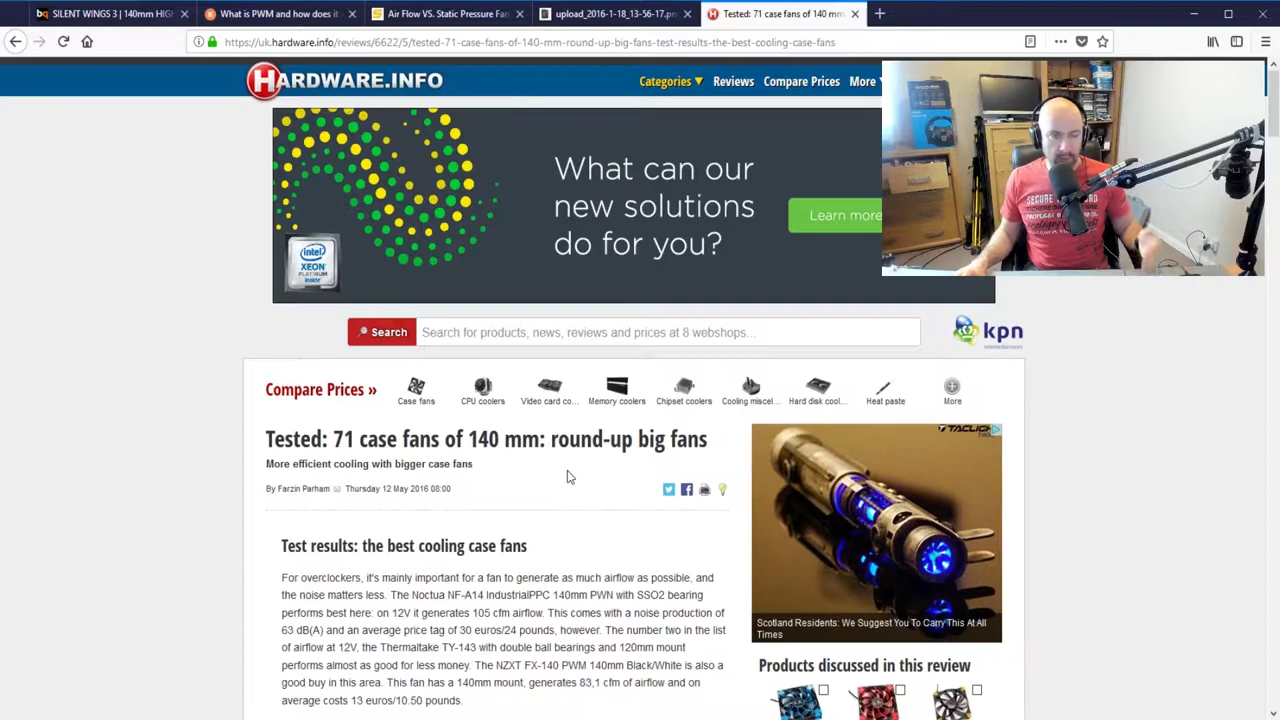 SILENT WINGS 3 | 140mm HIGH
What is PWM and how does it
Air Flow VS. Static Pressure Fan
upload_2016-1-18_13-56-17.pn
Tested: 71 case fans of 140 mm
https://uk.hardware.info/reviews/6622/5/tested-71-case-fans-of-140-mm-round-up-big-fans-test-results-the-best-cooling-case-fans
HARDWARE.INFO
Categories ▼ Reviews Compare Prices More
What can our
new solutions
do for you?
Learn more
intel
XEON
PLATINUM
inside
SECURE
Search
Search for products, news, reviews and prices at 8 webshops...
kpn
Compare Prices »
Case fans
CPU coolers
Video card co...
Memory coolers
Chipset coolers
Cooling miscel...
Hard disk cool...
Heat paste
More
Tested: 71 case fans of 140 mm: round-up big fans
More efficient cooling with bigger case fans
By Farzin Parham Thursday 12 May 2016 08:00
Test results: the best cooling case fans
For overclockers, it's mainly important for a fan to generate as much airflow as possible, and
the noise matters less. The Noctua NF-A14 industrialPPC 140mm PWN with SSO2 bearing
performs best here: on 12V it generates 105 cfm airflow. This comes with a noise production of
63 dB(A) and an average price tag of 30 euros/24 pounds, however. The number two in the list
of airflow at 12V, the Thermaltake TY-143 with double ball bearings and 120mm mount
performs almost as good for less money. The NZXT FX-140 PWM 140mm Black/White is also a
good buy in this area. This fan has a 140mm mount, generates 83,1 cfm of airflow and on
average costs 13 euros/10.50 pounds.
Scotland Residents: We Suggest You To Carry This At All
Times
Products discussed in this review